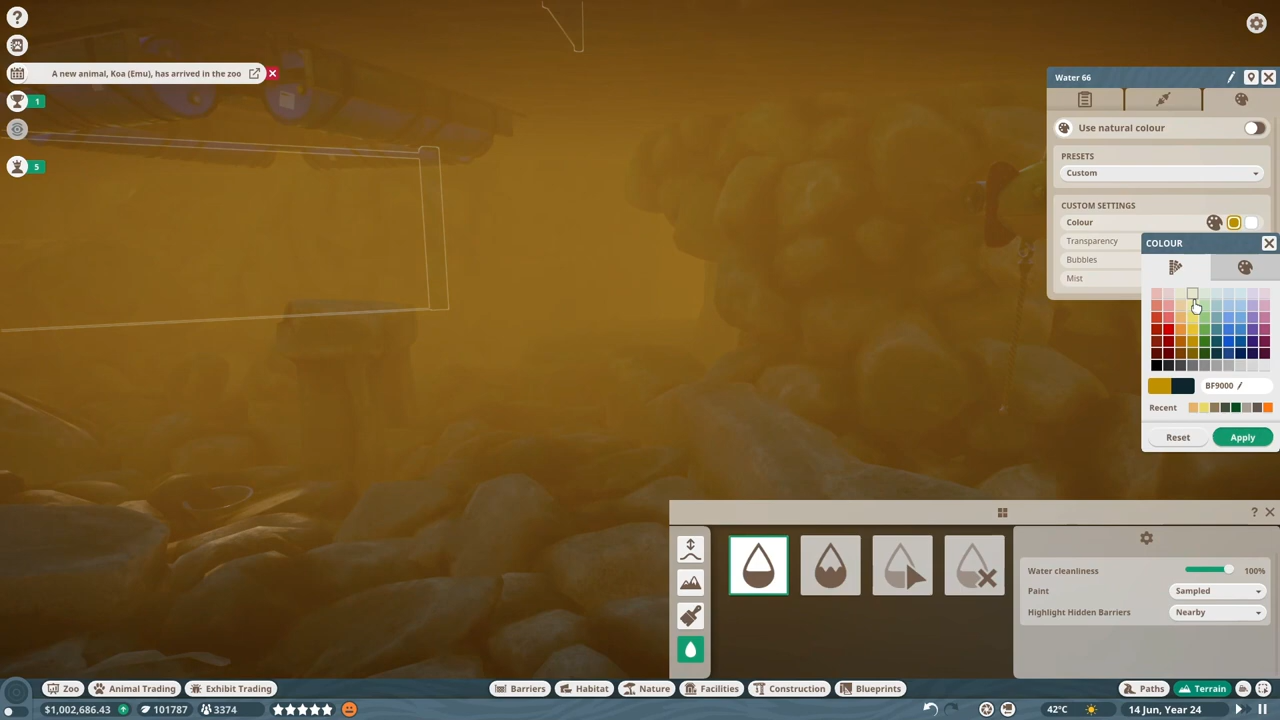 ?
A new animal, Koa (Emu), has arrived in the zoo
1
5
Water 66
Use natural colour
PRESETS
Custom
CUSTOM SETTINGS
Colour
Transparency
Bubbles
Mist
COLOUR
BF9000
Recent
Reset
Apply
?
Water cleanliness 100%
Paint Sampled
Highlight Hidden Barriers Nearby
Zoo Animal Trading Exhibit Trading Barriers Habitat Nature Facilities Construction Blueprints Paths Terrain
$1,002,686.43 101787 3374 42°C 14 Jun, Year 24